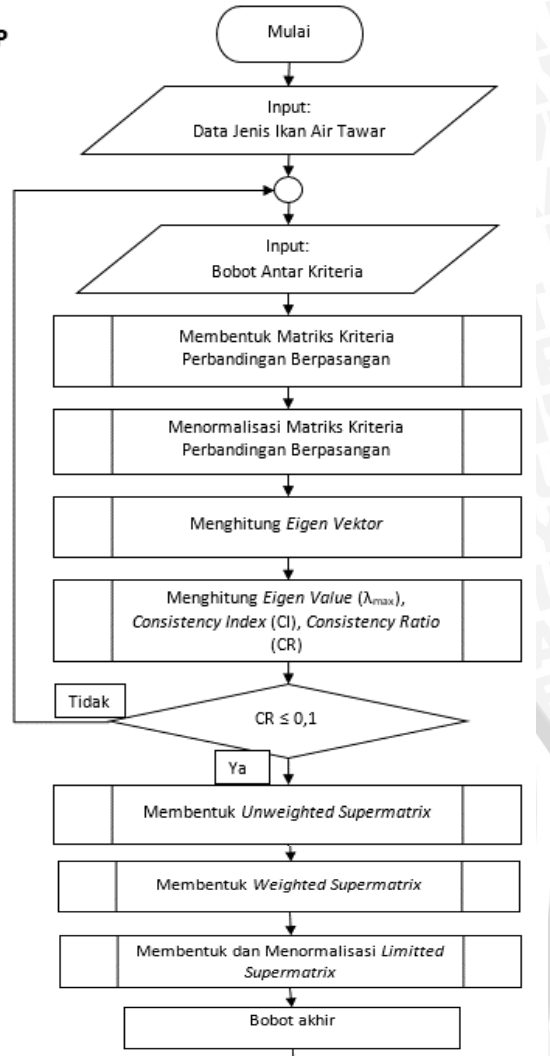 P
Mulai
Input:
Data Jenis Ikan Air Tawar
Input:
Bobot Antar Kriteria
Membentuk Matriks Kriteria
Perbandingan Berpasangan
Menormalisasi Matriks Kriteria
Perbandingan Berpasangan
Menghitung Eigen Vektor
Menghitung Eigen Value (λmax),
Consistency Index (CI), Consistency Ratio
(CR)
Tidak
CR ≤ 0,1
Ya
Membentuk Unweighted Supermatrix
Membentuk Weighted Supermatrix
Membentuk dan Menormalisasi Limitted
Supermatrix
Bobot akhir